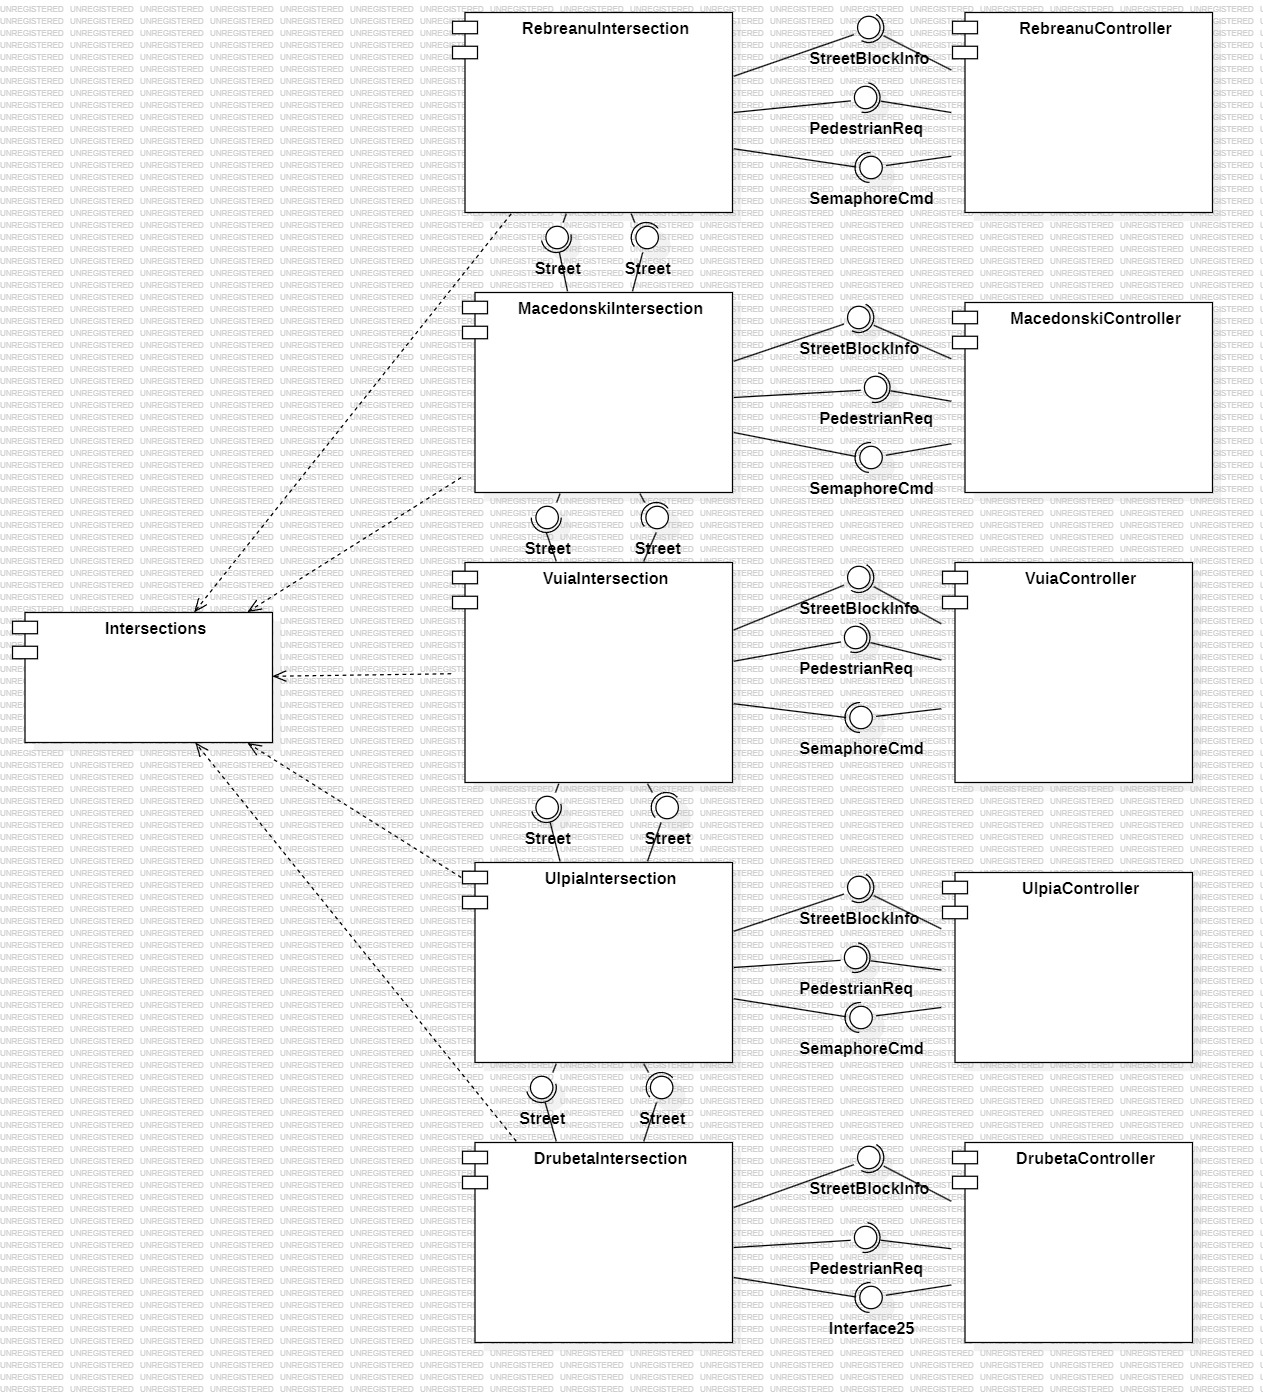 RebreanuIntersection
RebreanuController
StreetBlockInfo
PedestrianReq
SemaphoreCmd
Street
Street
MacedonskiIntersection
MacedonskiController
StreetBlockInfo
PedestrianReq
SemaphoreCmd
Street
Street
VuiaIntersection
VuiaController
StreetBlockInfo
Intersections
PedestrianReq
SemaphoreCmd
Street
Street
UlpiaIntersection
UlpiaController
StreetBlockInfo
PedestrianReq
SemaphoreCmd
Street
Street
DrubetaIntersection
DrubetaController
StreetBlockInfo
PedestrianReq
Interface25
UNREGISTERED